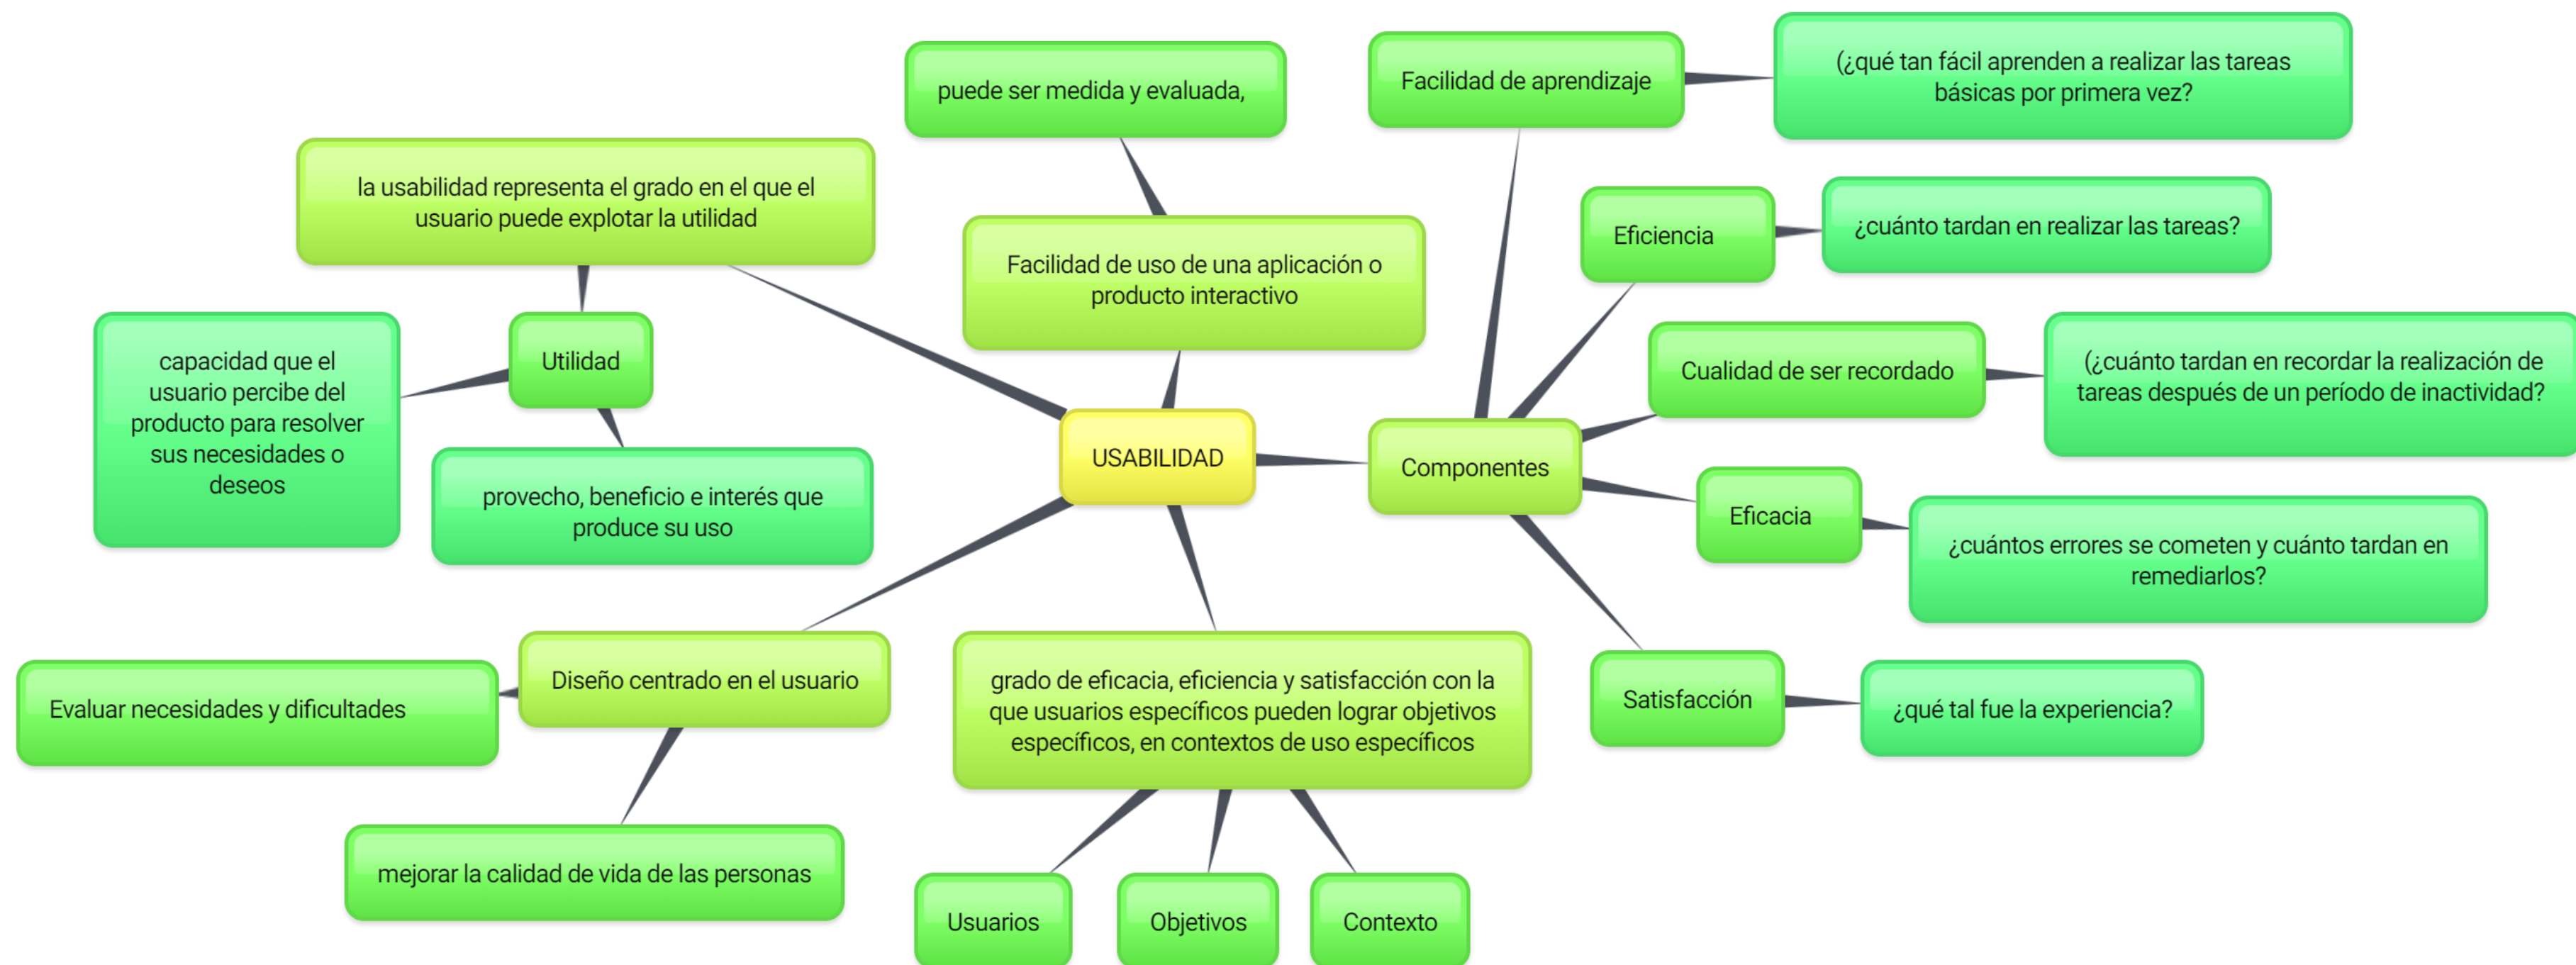 USABILIDAD
la usabilidad representa el grado en el que el
usuario puede explotar la utilidad
Utilidad
capacidad que el
usuario percibe del
producto para resolver
sus necesidades o
deseos
provecho, beneficio e interés que
produce su uso
puede ser medida y evaluada,
Facilidad de uso de una aplicación o
producto interactivo
Componentes
Facilidad de aprendizaje
(¿qué tan fácil aprenden a realizar las tareas
básicas por primera vez?
Eficiencia
¿cuánto tardan en realizar las tareas?
Cualidad de ser recordado
(¿cuánto tardan en recordar la realización de
tareas después de un período de inactividad?
Eficacia
¿cuántos errores se cometen y cuánto tardan en
remediarlos?
Satisfacción
¿qué tal fue la experiencia?
Diseño centrado en el usuario
Evaluar necesidades y dificultades
mejorar la calidad de vida de las personas
grado de eficacia, eficiencia y satisfacción con la
que usuarios específicos pueden lograr objetivos
específicos, en contextos de uso específicos
Usuarios
Objetivos
Contexto